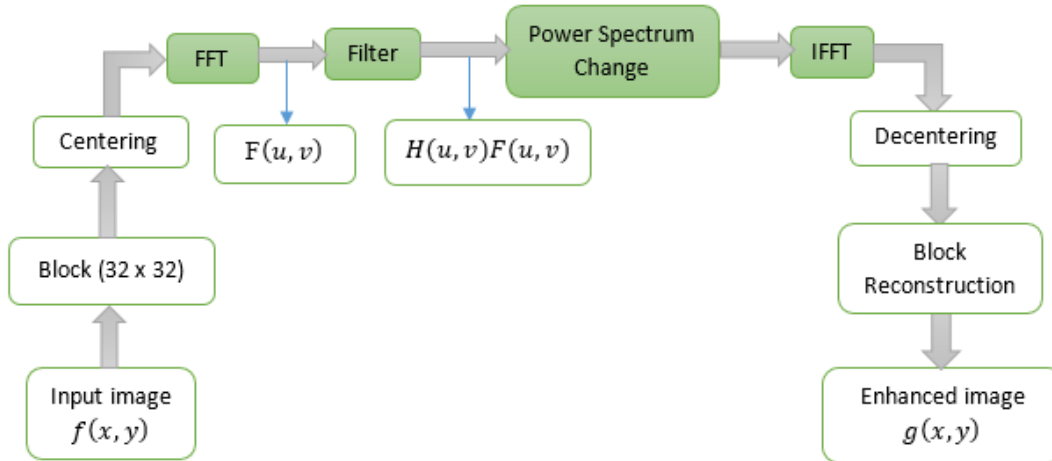 Input image
f(x, y)
Block (32 x 32)
Centering
FFT
F(u, v)
Filter
H(u, v)F(u, v)
Power Spectrum
Change
IFFT
Decentering
Block
Reconstruction
Enhanced image
g(x, y)